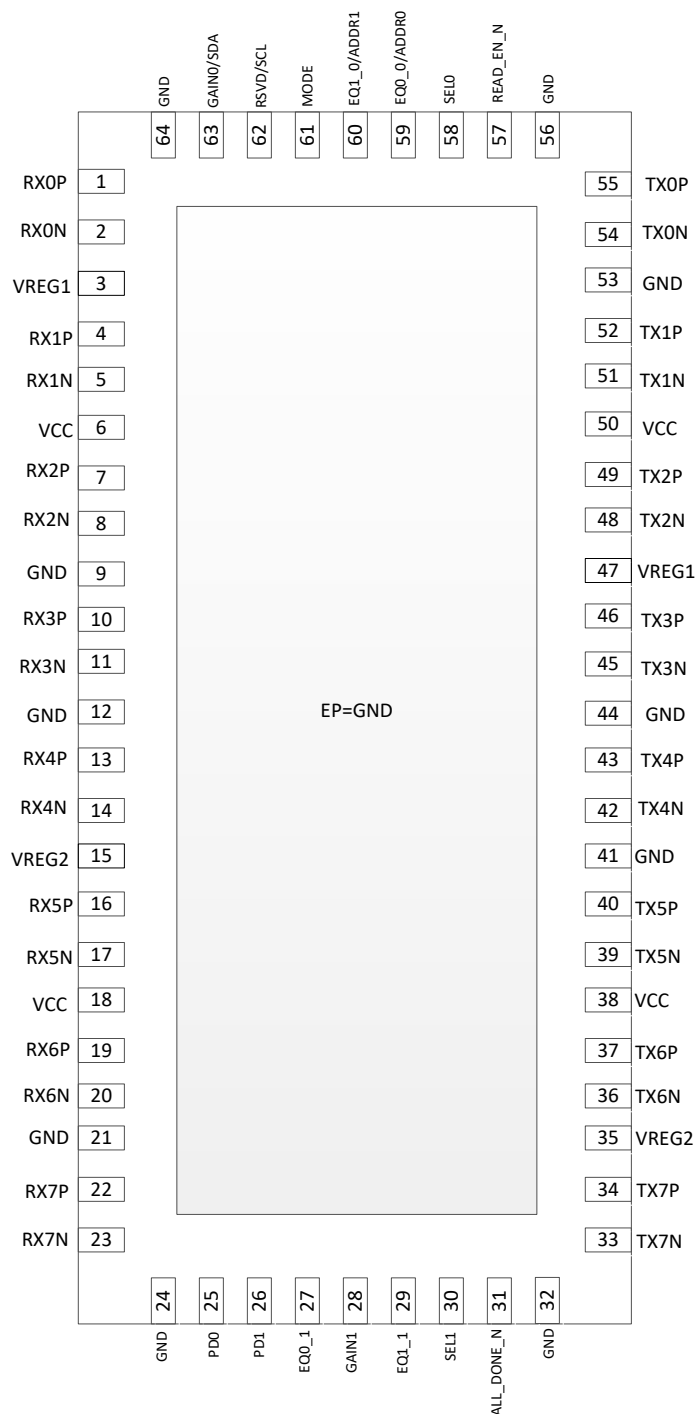 GND
GAIN0/SDA
RSVD/SCL
MODE
EQ1_0/ADDR1
EQ0_0/ADDR0
SEL0
READ_EN_N
GND
64 63 62 61 60 59 58 57 56
RX0P 1 55 TX0P
RX0N 2 54 TX0N
VREG1 3 53 GND
RX1P 4 52 TX1P
RX1N 5 51 TX1N
VCC 6 50 VCC
RX2P 7 49 TX2P
RX2N 8 48 TX2N
GND 9 47 VREG1
RX3P 10 46 TX3P
RX3N 11 45 TX3N
EP=GND
GND 12 44 GND
RX4P 13 43 TX4P
RX4N 14 42 TX4N
VREG2 15 41 GND
RX5P 16 40 TX5P
RX5N 17 39 TX5N
VCC 18 38 VCC
RX6P 19 37 TX6P
RX6N 20 36 TX6N
GND 21 35 VREG2
RX7P 22 34 TX7P
RX7N 23 33 TX7N
24 25 26 27 28 29 30 31 32
GND
PD0
PD1
EQ0_1
GAIN1
EQ1_1
SEL1
ALL_DONE_N
GND